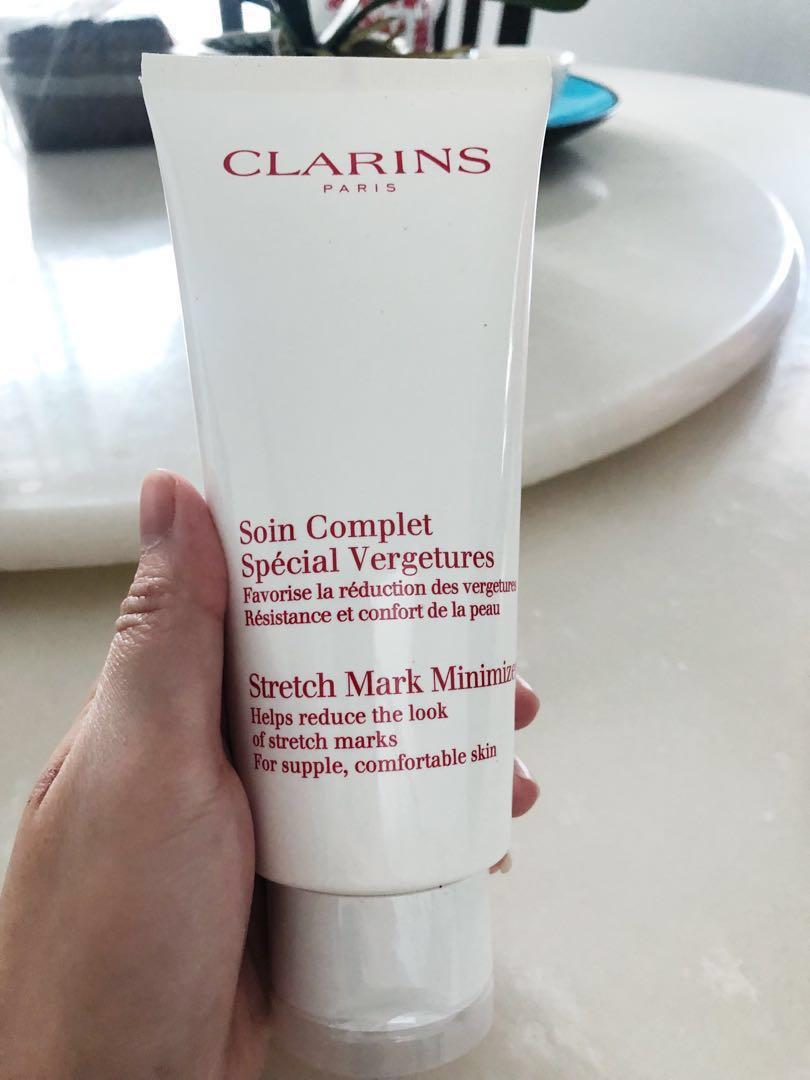 CLARINS
PARIS
Soin Complet
Spécial Vergetures
Favorise la réduction des vergetures
Résistance et confort de la peau
Stretch Mark Minimize
Helps reduce the look
of stretch marks
For supple, comfortable skin